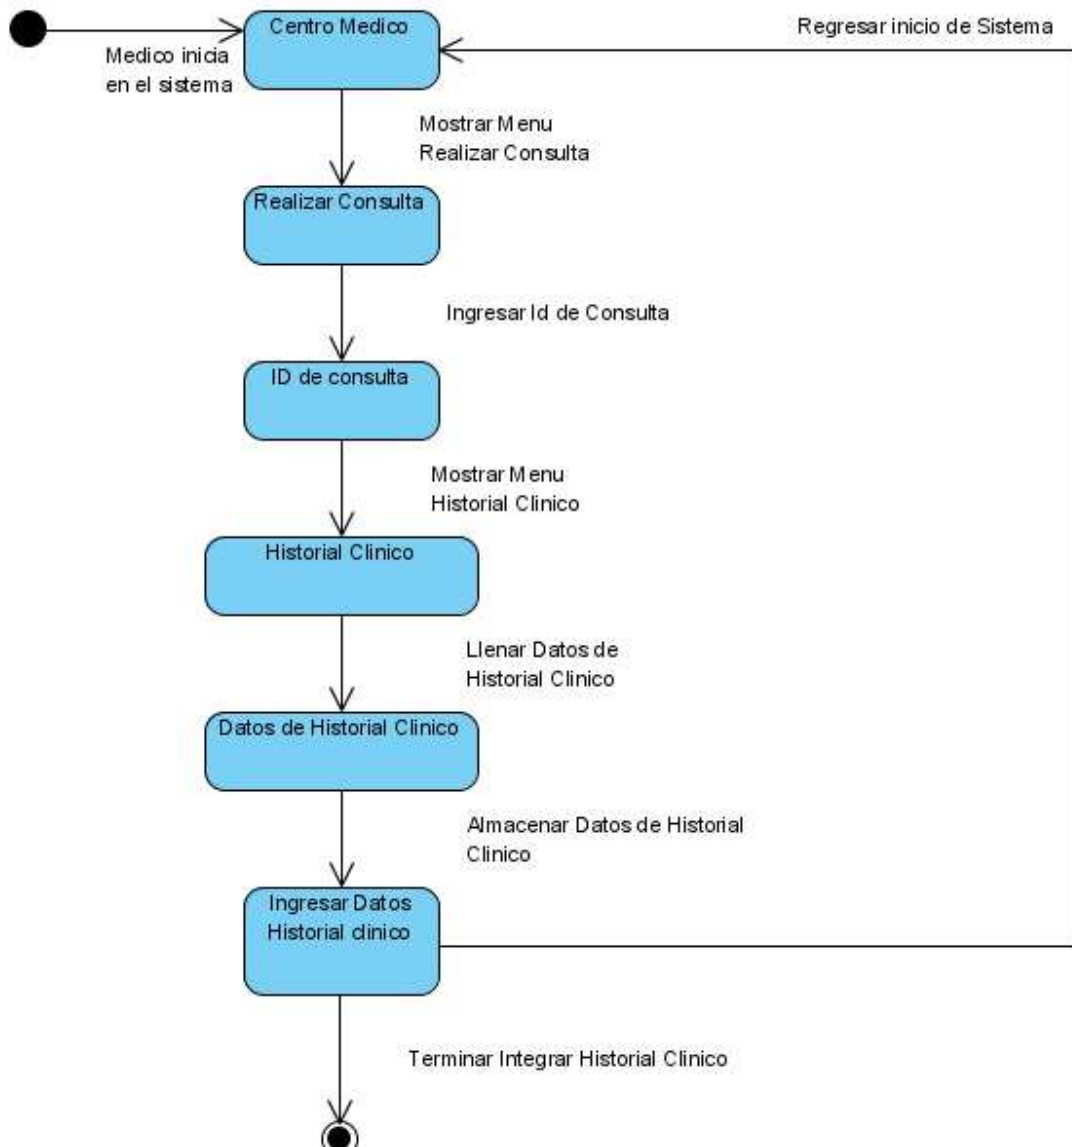 Centro Medico
Regresar inicio de Sistema
Medico inicia
en el sistema
Mostrar Menu
Realizar Consulta
Realizar Consulta
Ingresar Id de Consulta
ID de consulta
Mostrar Menu
Historial Clinico
Historial Clinico
Llenar Datos de
Historial Clinico
Datos de Historial Clinico
Almacenar Datos de Historial
Clinico
Ingresar Datos
Historial clinico
Terminar Integrar Historial Clinico